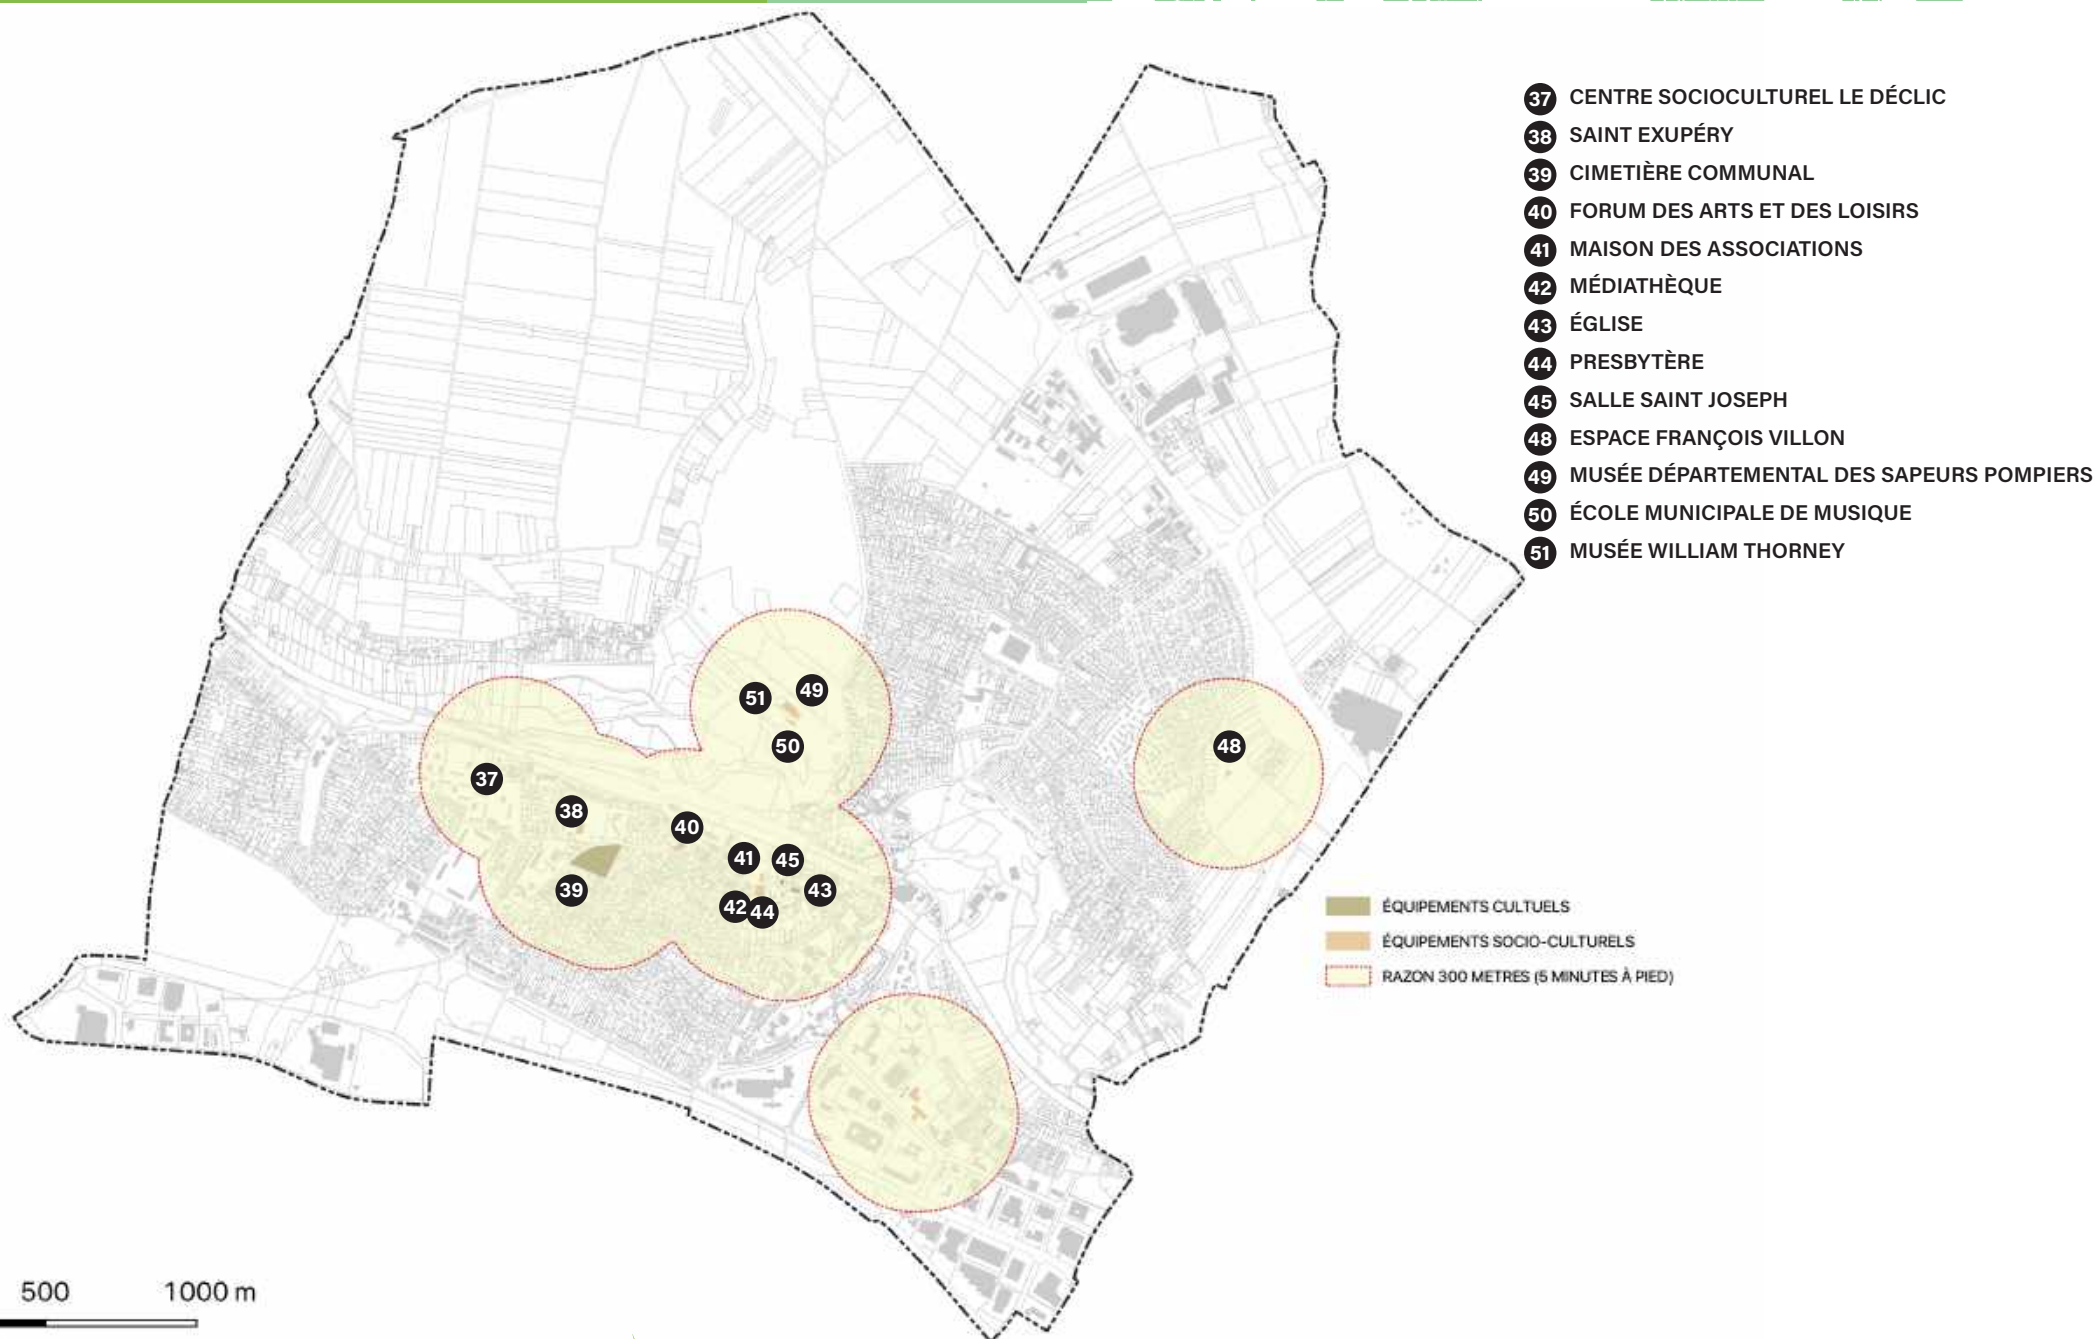 37 CENTRE SOCIOCULTUREL LE DÉCLIC
38 SAINT EXUPÉRY
39 CIMETIÈRE COMMUNAL
40 FORUM DES ARTS ET DES LOISIRS
41 MAISON DES ASSOCIATIONS
42 MÉDIATHÈQUE
43 ÉGLISE
44 PRESBYTÈRE
45 SALLE SAINT JOSEPH
48 ESPACE FRANÇOIS VILLON
49 MUSÉE DÉPARTEMENTAL DES SAPEURS POMPIERS
50 ÉCOLE MUNICIPALE DE MUSIQUE
51 MUSÉE WILLIAM THORNEY
51
49
50
48
37
38
40
41
45
39
43
42
44
ÉQUIPEMENTS CULTUELS
ÉQUIPEMENTS SOCIO-CULTURELS
RAZON 300 METRES (5 MINUTES À PIED)
500 1000 m